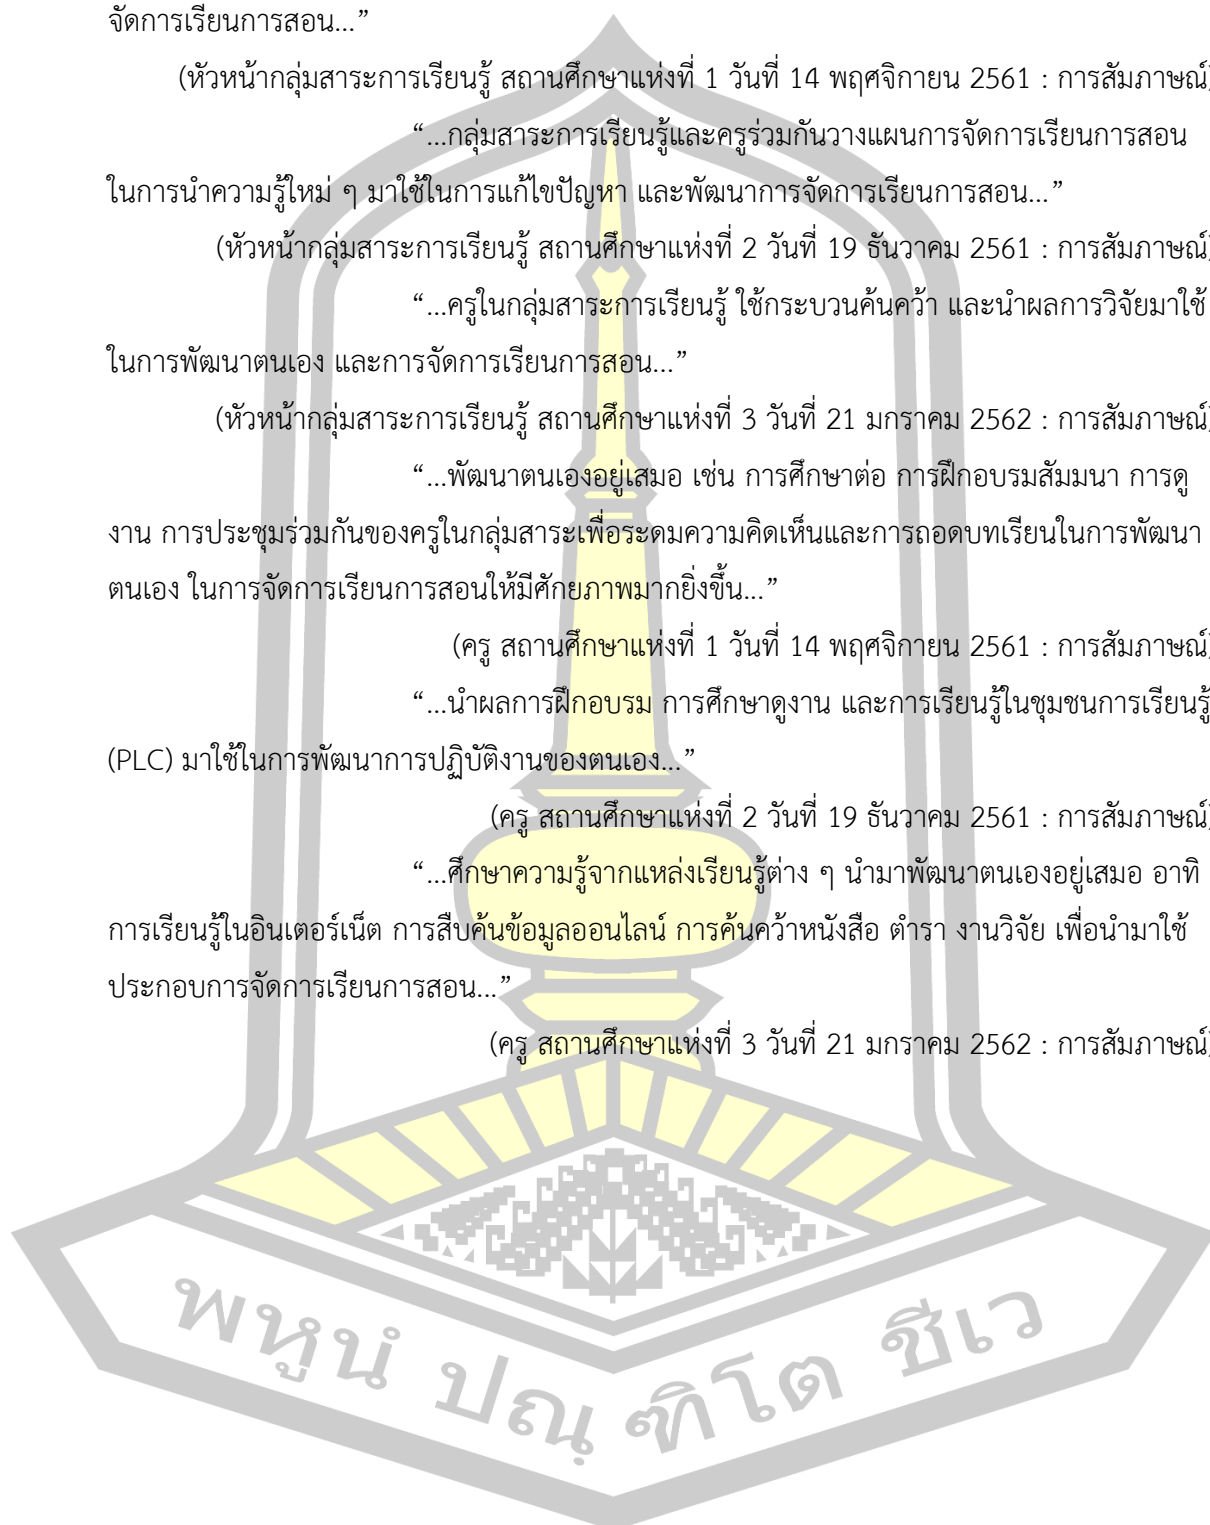 จัดการเรียนการสอน...”
(หัวหน้ากลุ่มสาระการเรียนรู้ สถานศึกษาแห่งที่ 1 วันที่ 14 พฤศจิกายน 2561 : การสัมภาษณ์)
“...กลุ่มสาระการเรียนรู้และครูร่วมกันวางแผนการจัดการเรียนการสอน
ในการนำความรู้ใหม่ ๆ มาใช้ในการแก้ไขปัญหา และพัฒนาการจัดการเรียนการสอน...”
(หัวหน้ากลุ่มสาระการเรียนรู้ สถานศึกษาแห่งที่ 2 วันที่ 19 ธันวาคม 2561 : การสัมภาษณ์)
“...ครูในกลุ่มสาระการเรียนรู้ ใช้กระบวนค้นคว้า และนำผลการวิจัยมาใช้
ในการพัฒนาตนเอง และการจัดการเรียนการสอน...”
(หัวหน้ากลุ่มสาระการเรียนรู้ สถานศึกษาแห่งที่ 3 วันที่ 21 มกราคม 2562 : การสัมภาษณ์)
“...พัฒนาตนเองอยู่เสมอ เช่น การศึกษาต่อ การฝึกอบรมสัมมนา การดู
งาน การประชุมร่วมกันของครูในกลุ่มสาระเพื่อระดมความคิดเห็นและการถอดบทเรียนในการพัฒนา
ตนเอง ในการจัดการเรียนการสอนให้มีศักยภาพมากยิ่งขึ้น...”
(ครู สถานศึกษาแห่งที่ 1 วันที่ 14 พฤศจิกายน 2561 : การสัมภาษณ์)
“...นำผลการฝึกอบรม การศึกษาดูงาน และการเรียนรู้ในชุมชนการเรียนรู้
(PLC) มาใช้ในการพัฒนาการปฏิบัติงานของตนเอง...”
(ครู สถานศึกษาแห่งที่ 2 วันที่ 19 ธันวาคม 2561 : การสัมภาษณ์)
“...ศึกษาความรู้จากแหล่งเรียนรู้ต่าง ๆ นำมาพัฒนาตนเองอยู่เสมอ อาทิ
การเรียนรู้ในอินเตอร์เน็ต การสืบค้นข้อมูลออนไลน์ การค้นคว้าหนังสือ ตำรา งานวิจัย เพื่อนำมาใช้
ประกอบการจัดการเรียนการสอน...”
(ครู สถานศึกษาแห่งที่ 3 วันที่ 21 มกราคม 2562 : การสัมภาษณ์)
พหูนํ ปณฺฑิโต ชีเว